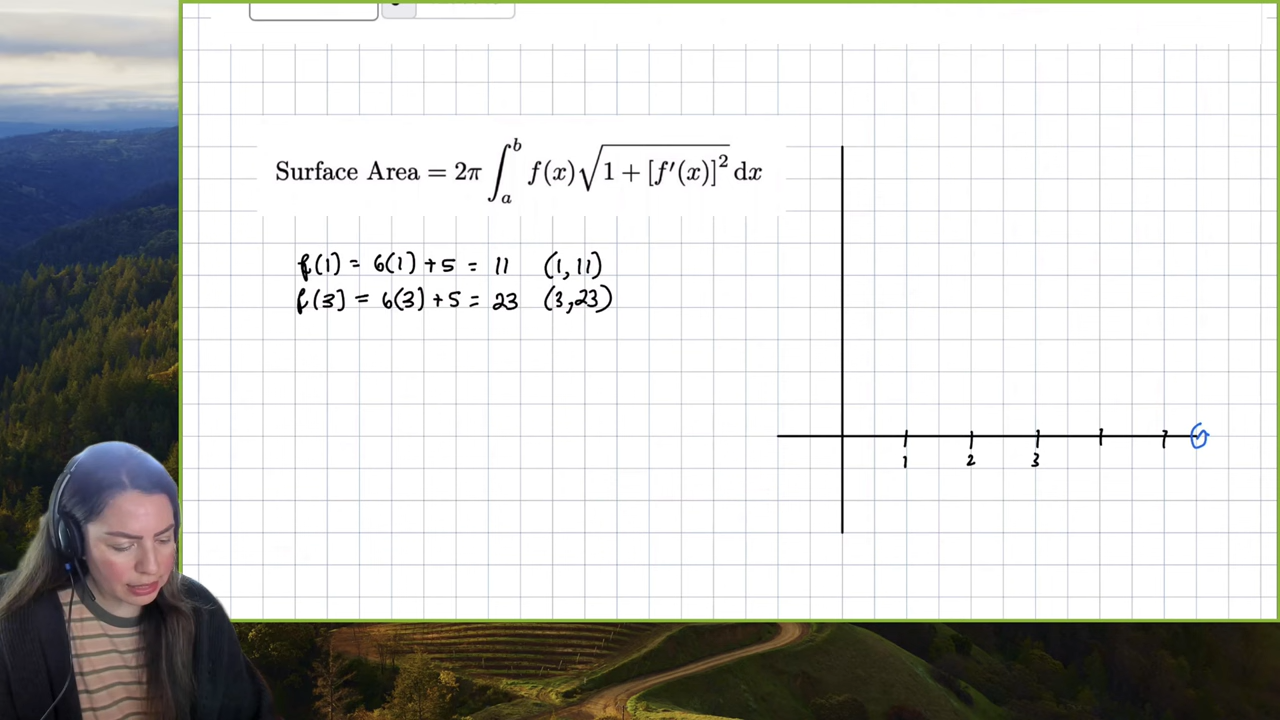 Surface Area = 2π ∫_a^b f(x)√(1 + [f′(x)]²) dx
f(1) = 6(1) + 5 = 11 (1, 11)
f(3) = 6(3) + 5 = 23 (3, 23)
1 2 3